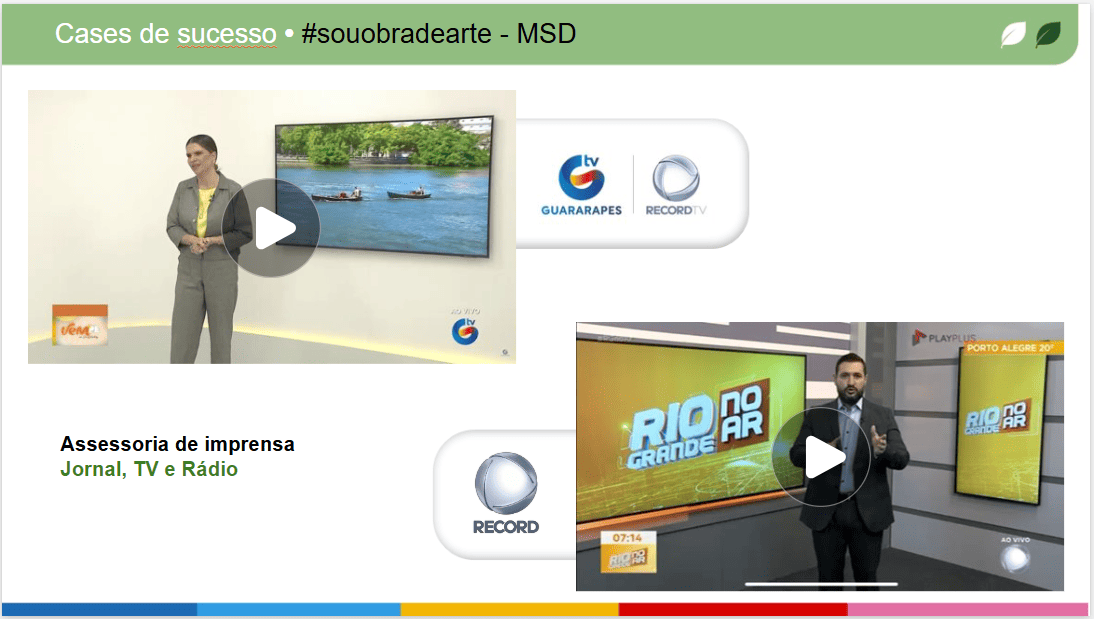 Cases de sucesso • #souobradearte - MSD
tv
GUARARAPES
RECORDTV
AO VIVO
tv
PLAYPLUS
PORTO ALEGRE 20°
RIO GRANDE NO AR
RIO GRANDE NO AR
Assessoria de imprensa
Jornal, TV e Rádio
RECORD
07:14
RIO GRANDE NO AR
AO VIVO